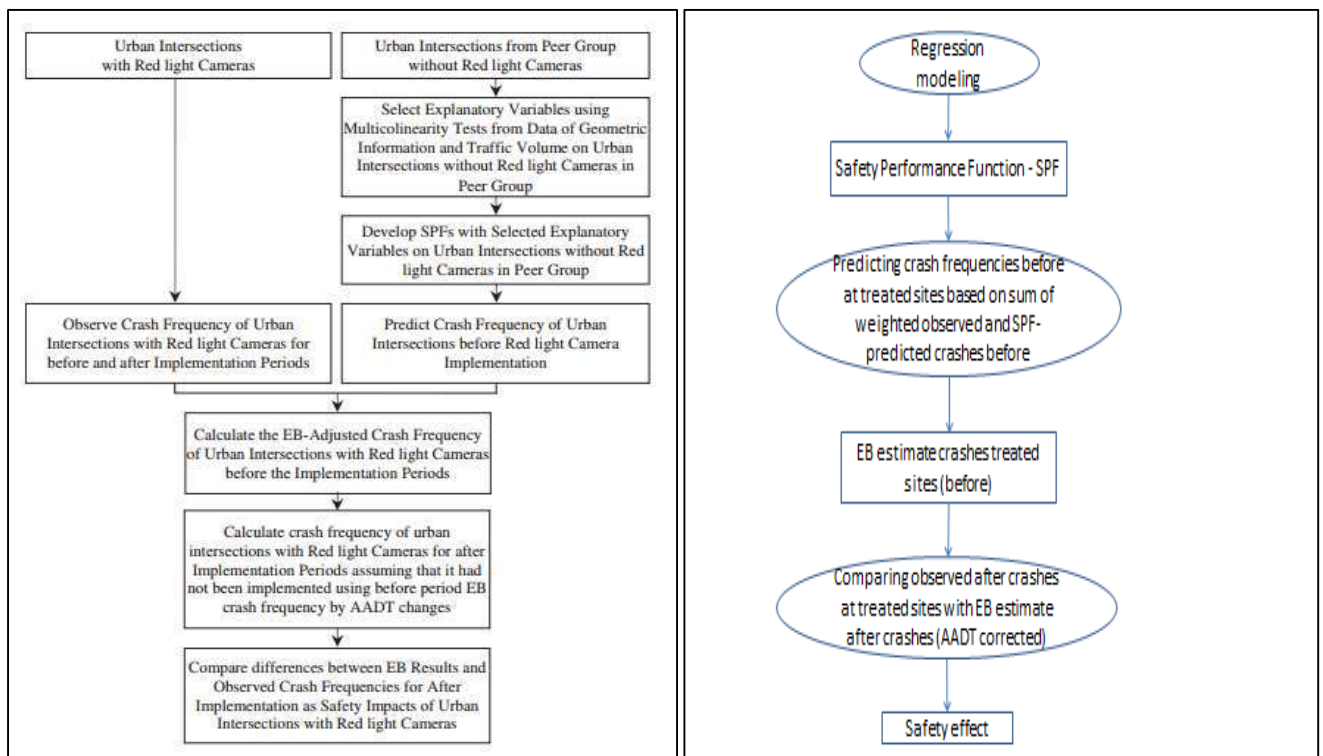 Urban Intersections
with Red light Cameras
Urban Intersections from Peer Group
without Red light Cameras
Select Explanatory Variables using
Multicolinearity Tests from Data of Geometric
Information and Traffic Volume on Urban
Intersections without Red light Cameras in
Peer Group
Develop SPFs with Selected Explanatory
Variables on Urban Intersections without Red
light Cameras in Peer Group
Observe Crash Frequency of Urban
Intersections with Red light Cameras for
before and after Implementation Periods
Predict Crash Frequency of Urban
Intersections before Red light Camera
Implementation
Calculate the EB-Adjusted Crash Frequency
of Urban Intersections with Red light Cameras
before the Implementation Periods
Calculate crash frequency of urban
intersections with Red light Cameras for after
Implementation Periods assuming that it had
not been implemented using before period EB
crash frequency by AADT changes
Compare differences between EB Results and
Observed Crash Frequencies for After
Implementation as Safety Impacts of Urban
Intersections with Red light Cameras
Regression
modeling
Safety Performance Function - SPF
Predicting crash frequencies before
at treated sites based on sum of
weighted observed and SPF-
predicted crashes before
EB estimate crashes treated
sites (before)
Comparing observed after crashes
at treated sites with EB estimate
after crashes (AADT corrected)
Safety effect